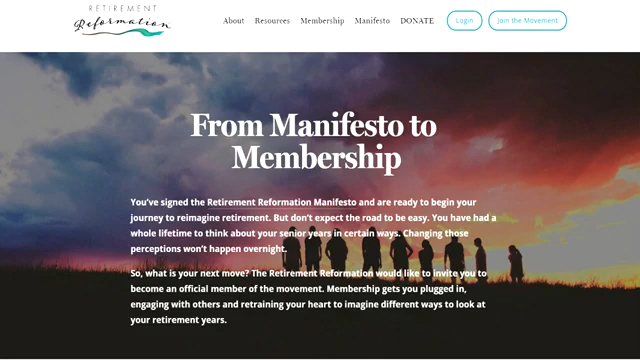 RETIREMENT
Reformation
About Resources Membership Manifesto DONATE Login Join the Movement
From Manifesto to
Membership
You've signed the Retirement Reformation Manifesto and are ready to begin your
journey to reimagine retirement. But don't expect the road to be easy. You have had a
whole lifetime to think about your senior years in certain ways. Changing those
perceptions won't happen overnight.
So, what is your next move? The Retirement Reformation would like to invite you to
become an official member of the movement. Membership gets you plugged in,
engaging with others and retraining your heart to imagine different ways to look at
your retirement years.